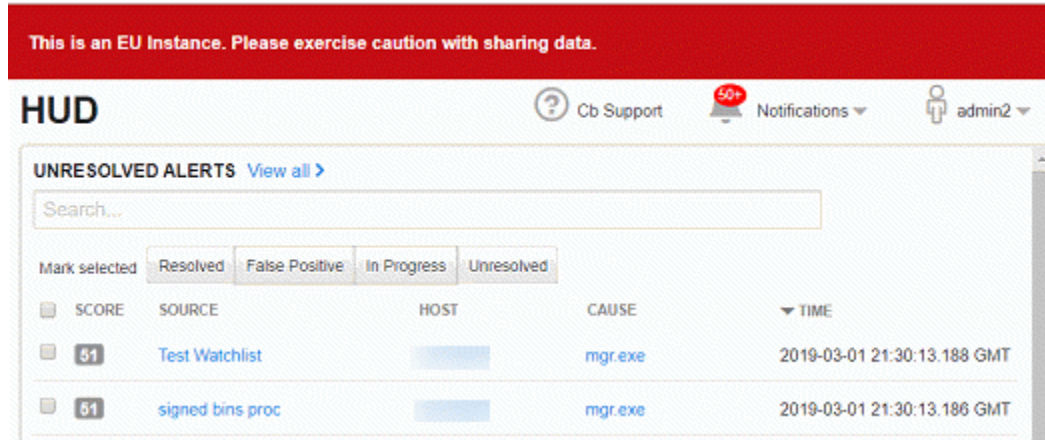 This is an EU Instance. Please exercise caution with sharing data.
HUD
Cb Support
50+
Notifications
admin2
UNRESOLVED ALERTS View all >
Search...
Mark selected Resolved False Positive In Progress Unresolved
SCORE SOURCE HOST CAUSE TIME
51 Test Watchlist mgr.exe 2019-03-01 21:30:13.188 GMT
51 signed bins proc mgr.exe 2019-03-01 21:30:13.186 GMT